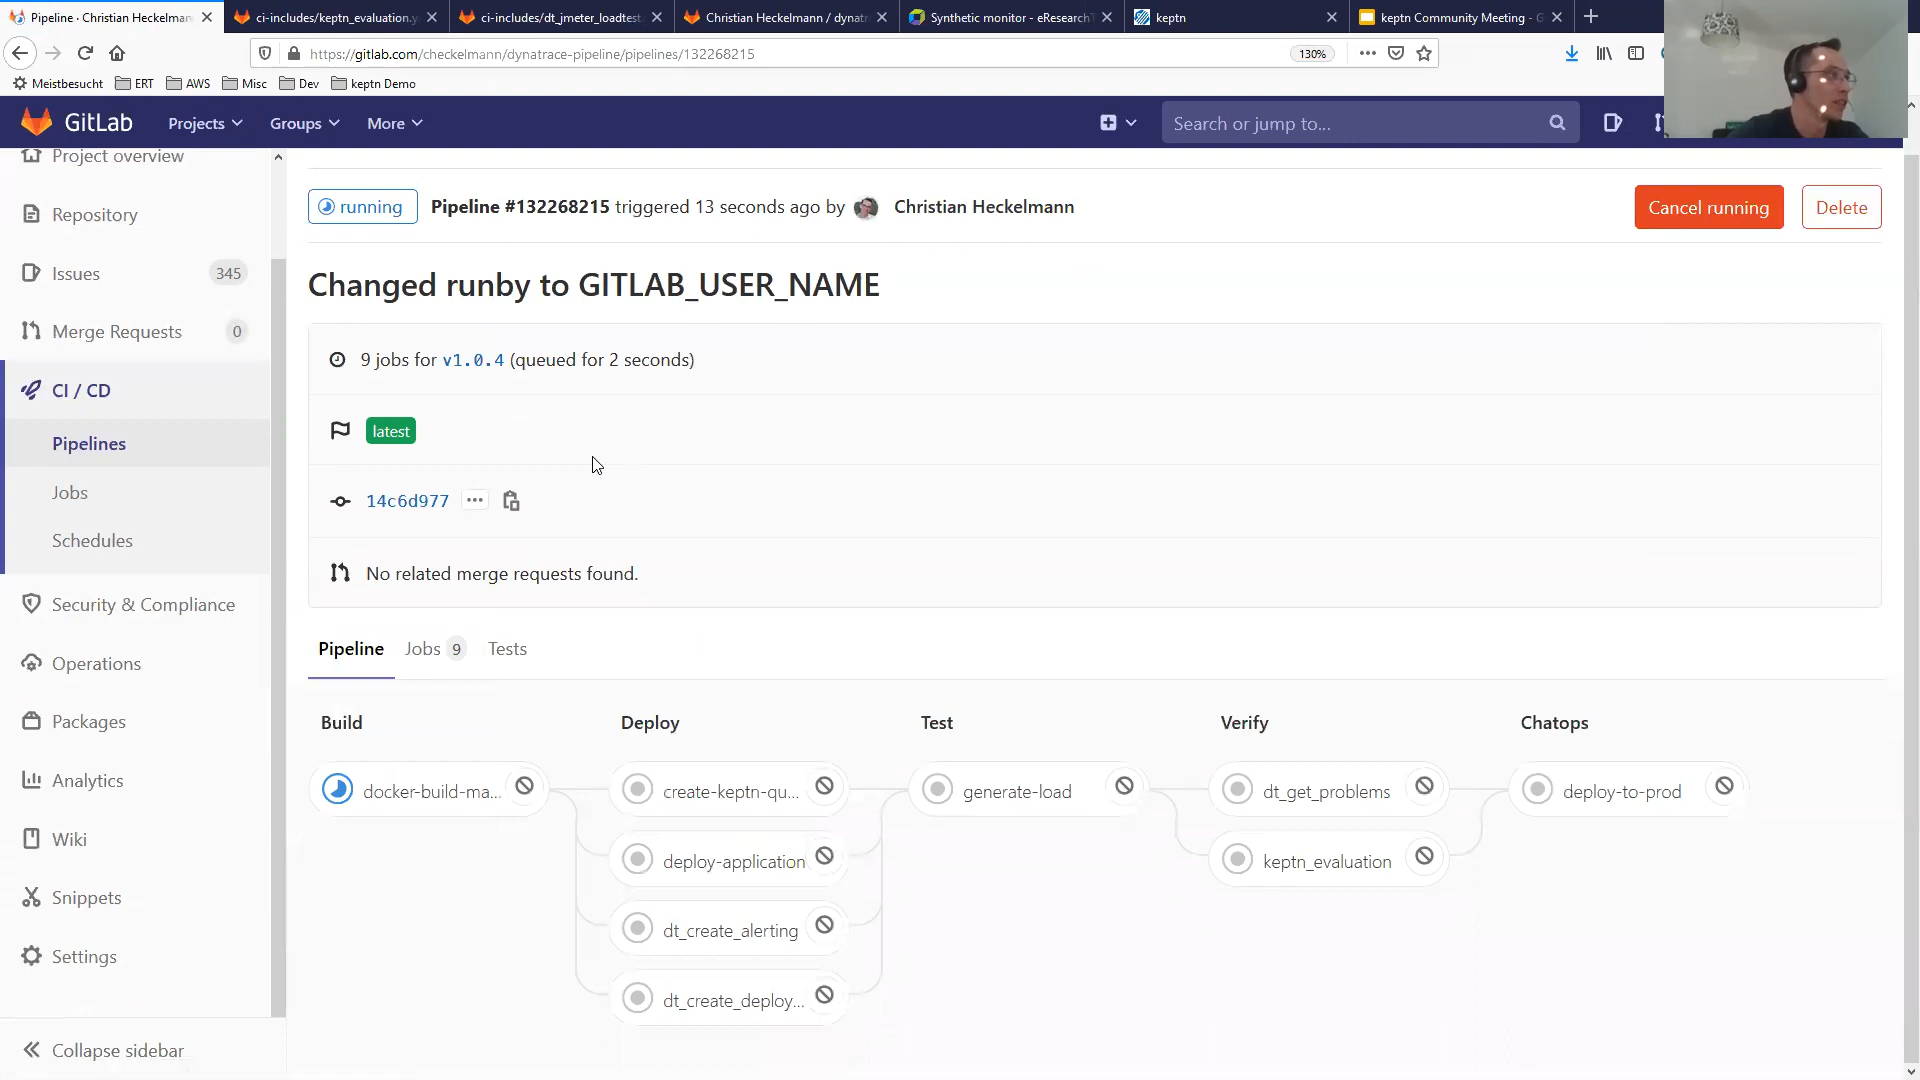 Pipeline · Christian Heckelmann
ci-includes/keptn_evaluation.y
ci-includes/dt_jmeter_loadtest
Christian Heckelmann / dynat
Synthetic monitor - eResearch
keptn
keptn Community Meeting - G
https://gitlab.com/checkelmann/dynatrace-pipeline/pipelines/132268215
130%
Meistbesucht
ERT
AWS
Misc
Dev
keptn Demo
GitLab
Projects
Groups
More
Search or jump to...
Project overview
Repository
Issues
345
Merge Requests
0
CI / CD
Pipelines
Jobs
Schedules
Security & Compliance
Operations
Packages
Analytics
Wiki
Snippets
Settings
Collapse sidebar
running
Pipeline #132268215 triggered 13 seconds ago by
Christian Heckelmann
Cancel running
Delete
Changed runby to GITLAB_USER_NAME
9 jobs for v1.0.4 (queued for 2 seconds)
latest
14c6d977
No related merge requests found.
Pipeline
Jobs 9
Tests
Build
Deploy
Test
Verify
Chatops
docker-build-ma...
create-keptn-qu...
generate-load
dt_get_problems
deploy-to-prod
deploy-application
keptn_evaluation
dt_create_alerting
dt_create_deploy...